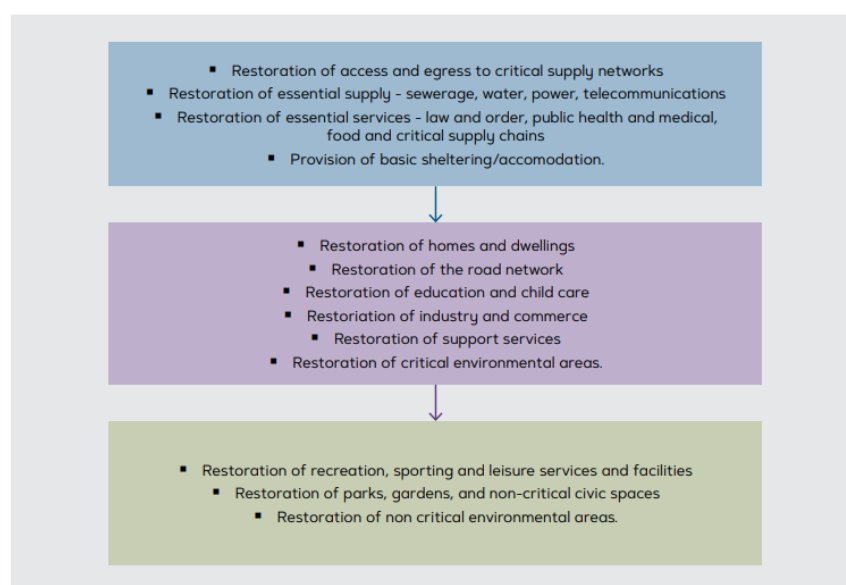 ▪ Restoration of access and egress to critical supply networks
▪ Restoration of essential supply - sewerage, water, power, telecommunications
▪ Restoration of essential services - law and order, public health and medical,
food and critical supply chains
▪ Provision of basic sheltering/accomodation.
▪ Restoration of homes and dwellings
▪ Restoration of the road network
▪ Restoration of education and child care
▪ Restoriation of industry and commerce
▪ Restoration of support services
▪ Restoration of critical environmental areas.
▪ Restoration of recreation, sporting and leisure services and facilities
▪ Restoration of parks, gardens, and non-critical civic spaces
▪ Restoration of non critical environmental areas.